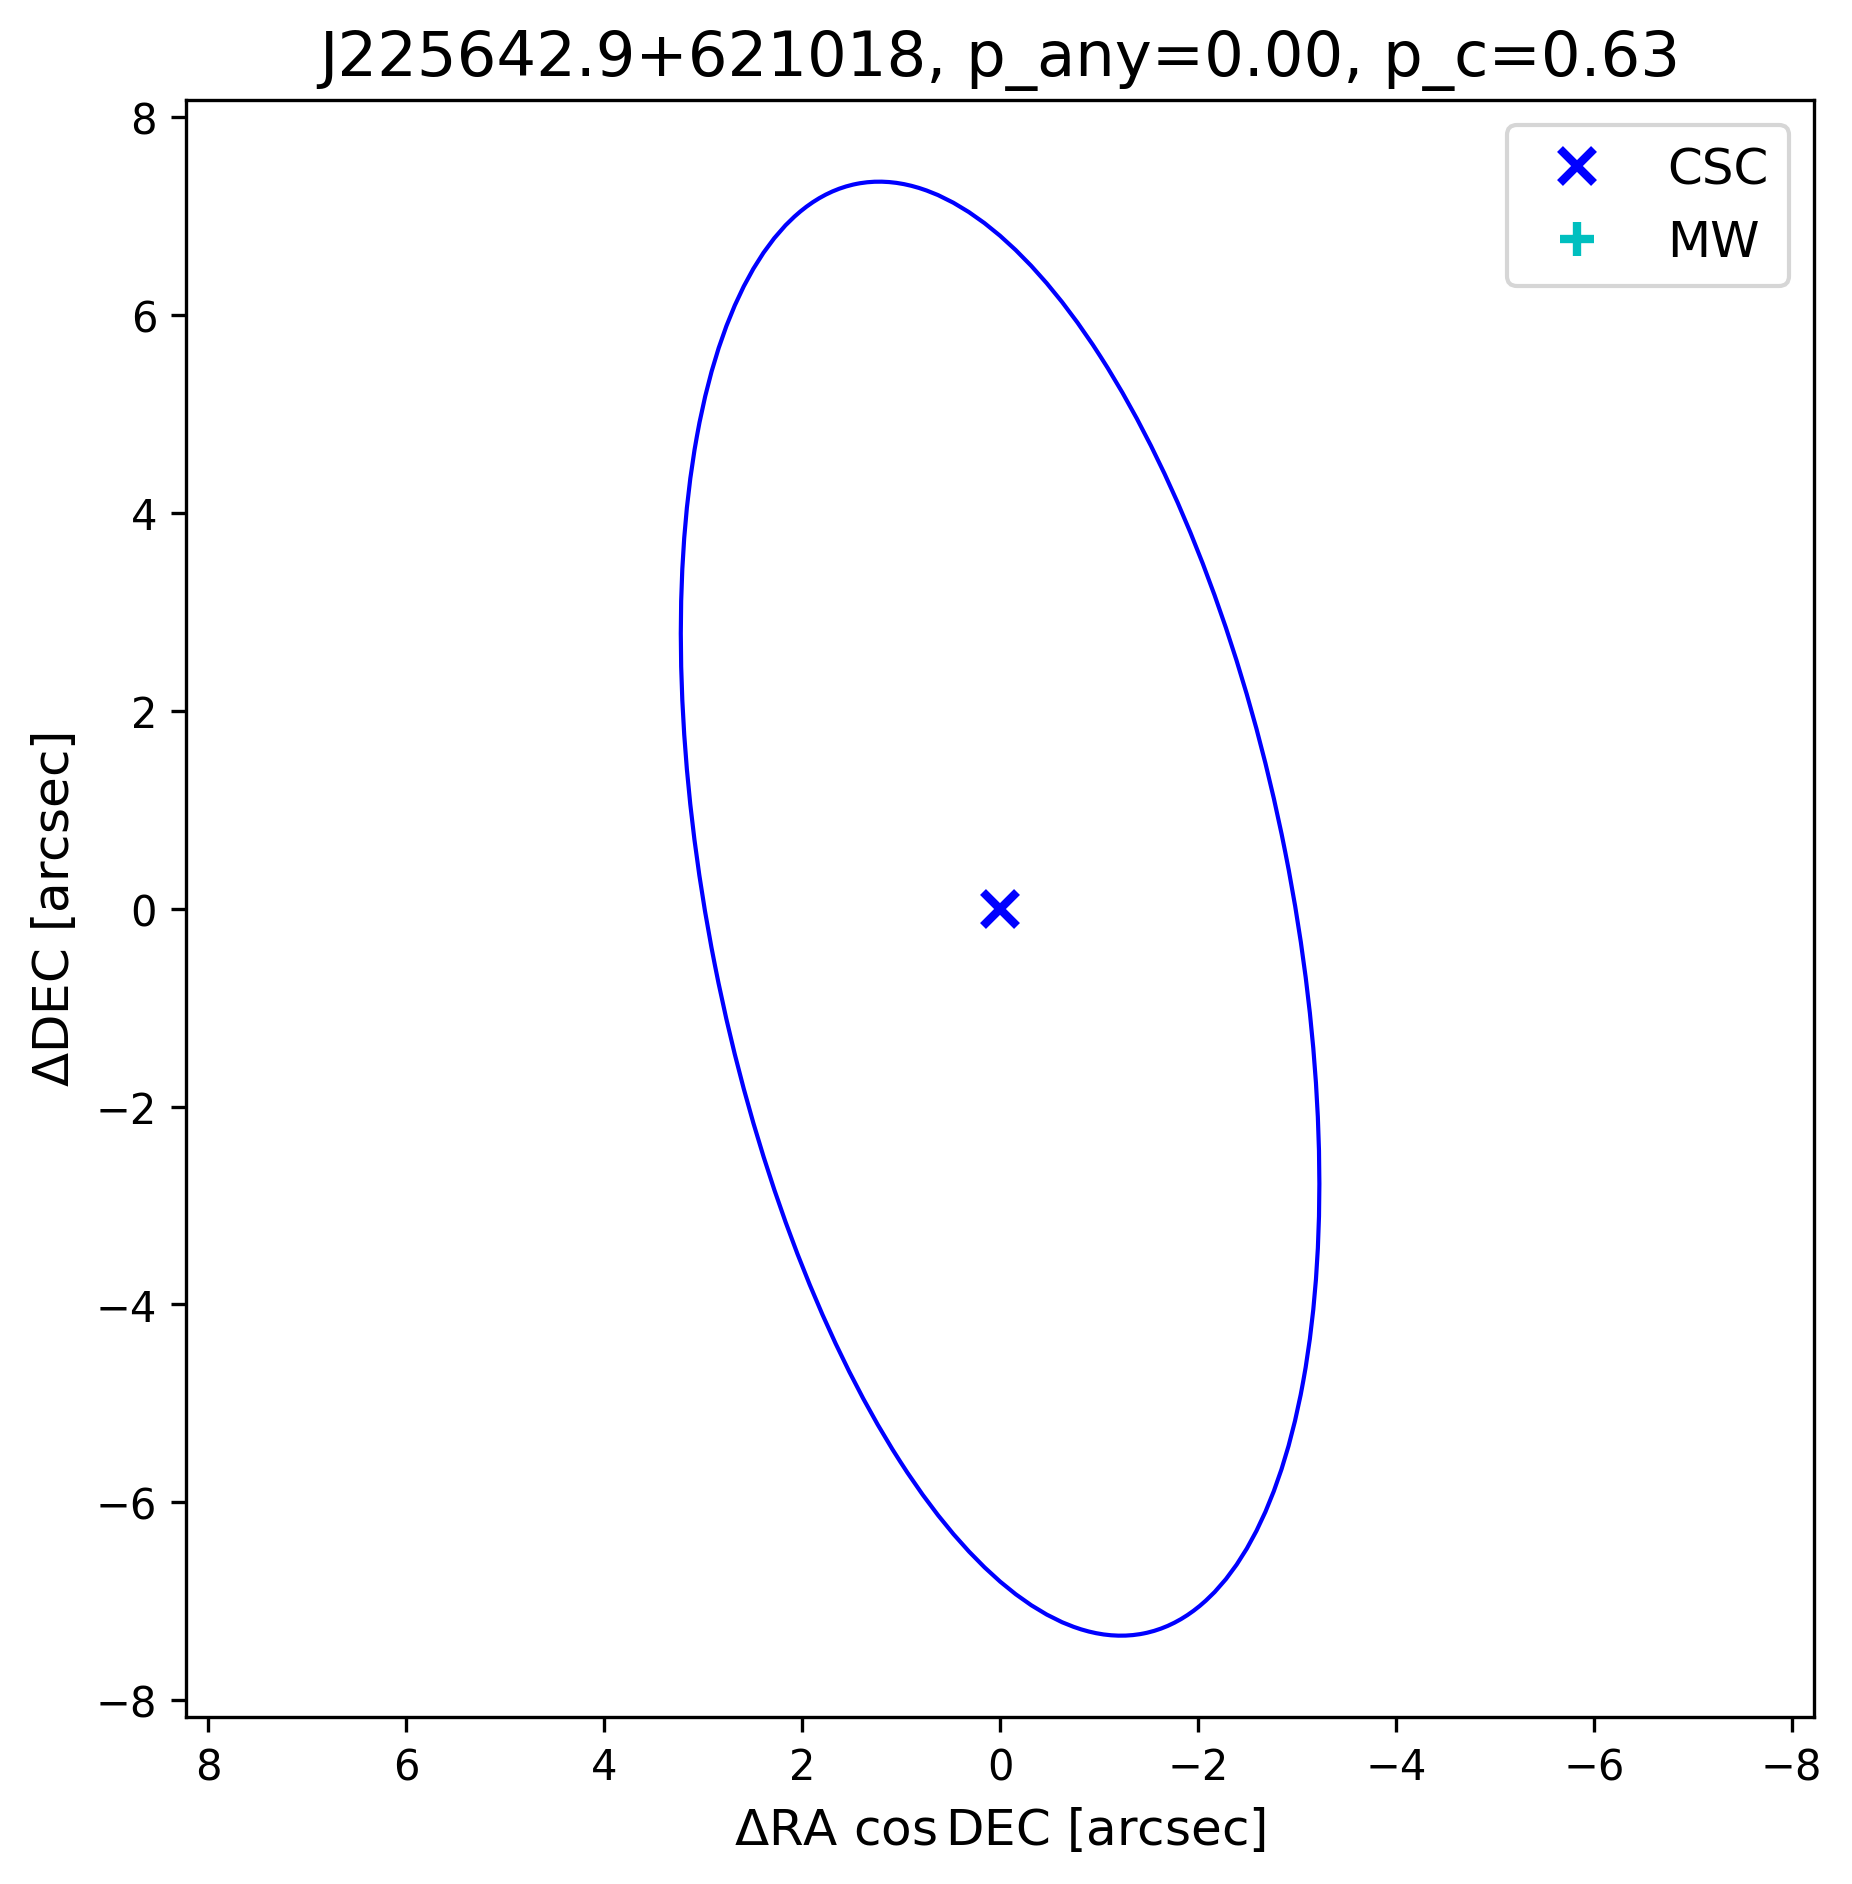 J225642.9+621018, p_any=0.00, p_c=0.63
CSC
MW
8
6
4
2
0
−2
−4
−6
−8
ΔDEC [arcsec]
8 6 4 2 0 −2 −4 −6 −8
ΔRA cos DEC [arcsec]